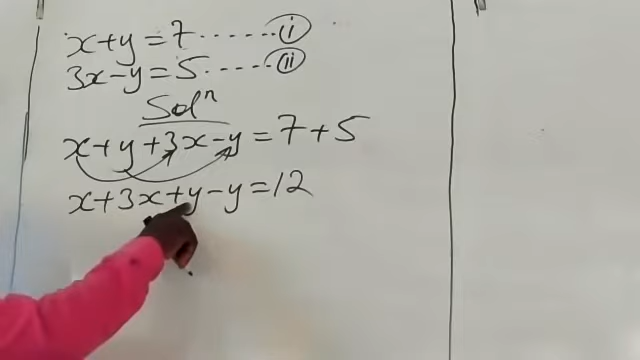 x+y=7.......(i)
3x-y=5.....(ii)
Solⁿ
x+y+3x-y=7+5
x+3x+y-y=12